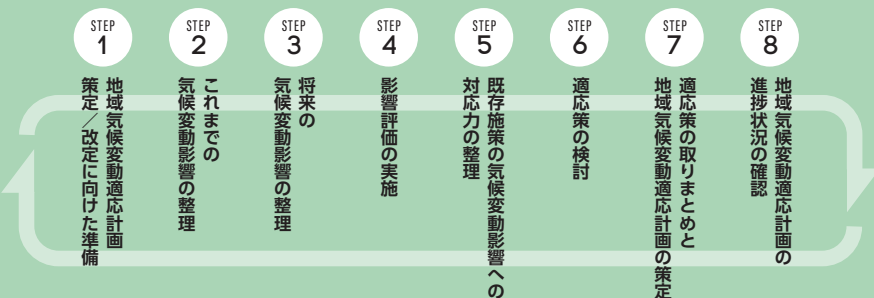 STEP
1
地域気候変動適応計画
策定／改定に向けた準備
STEP
2
これまでの
気候変動影響の整理
STEP
3
将来の
気候変動影響の整理
STEP
4
影響評価の実施
STEP
5
既存施策の気候変動影響への
対応力の整理
STEP
6
適応策の検討
STEP
7
適応策の取りまとめと
地域気候変動適応計画の策定
STEP
8
地域気候変動適応計画の
進捗状況の確認